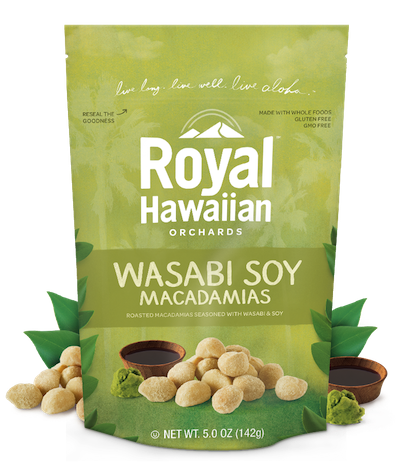 live long. live well. live aloha...
RESEAL THE
GOODNESS
MADE WITH WHOLE FOODS
GLUTEN FREE
GMO FREE
Royal
Hawaiian
ORCHARDS
WASABI SOY
MACADAMIAS
ROASTED MACADAMIAS SEASONED WITH WASABI & SOY
NET WT. 5.0 OZ (142g)